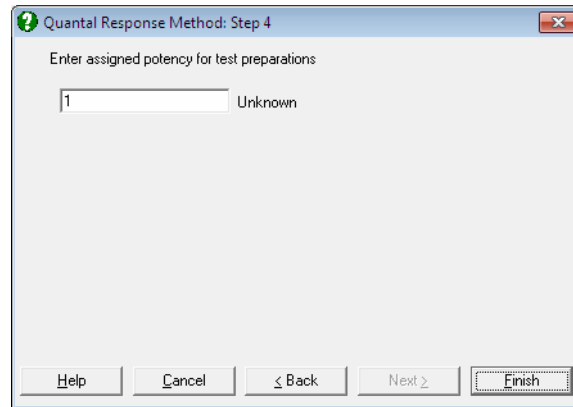 Quantal Response Method: Step 4
Enter assigned potency for test preparations
1 Unknown
Help Cancel < Back Next > Finish